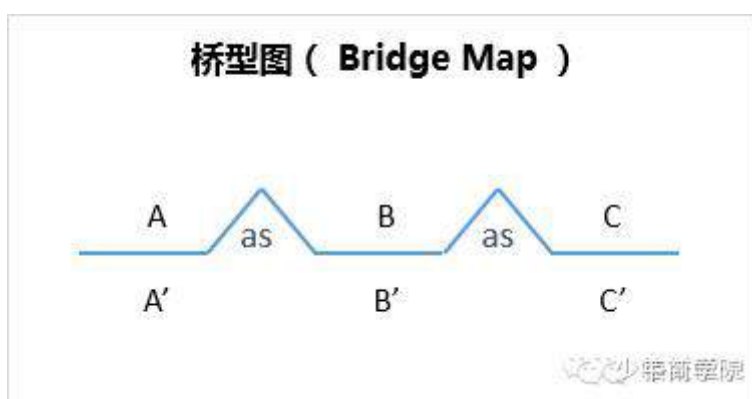 桥型图（ Bridge Map ）
A as B as C
A’ B’ C’